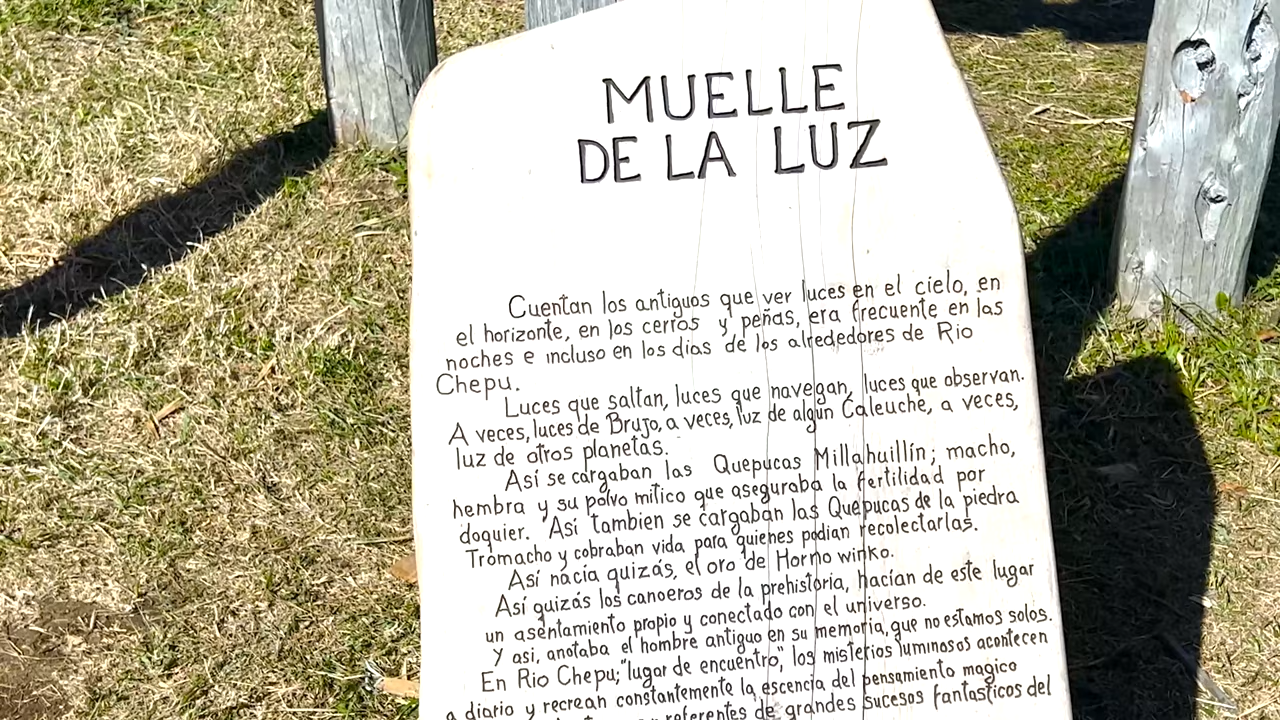 MUELLE
DE LA LUZ
Cuentan los antiguos que ver luces en el cielo, en
el horizonte, en los cerros y peñas, era frecuente en las
noches e incluso en los dias de los alrededores de Rio
Chepu.
Luces que saltan, luces que navegan, luces que observan.
A veces, luces de Brujo, a veces, luz de algún Caleuche, a veces,
luz de otros planetas.
Así se cargaban las Quepucas Millahuillín; macho,
hembra y su polvo mítico que aseguraba la fertilidad por
doquier. Así tambien se cargaban las Quepucas de la piedra
Tromacho y cobraban vida para quienes podian recolectarlas.
Así nacía quizás, el oro de Horno winko.
Así quizás los canoeros de la prehistoria, hacían de este lugar
un asentamiento propio y conectado con el universo.
Y asi, anotaba el hombre antiguo en su memoria, que no estamos solos.
En Rio Chepu; "lugar de encuentro", los misterios luminosos acontecen
a diario y recrean constantemente la escencia del pensamiento magico
referentes de grandes sucesos fantasticos del